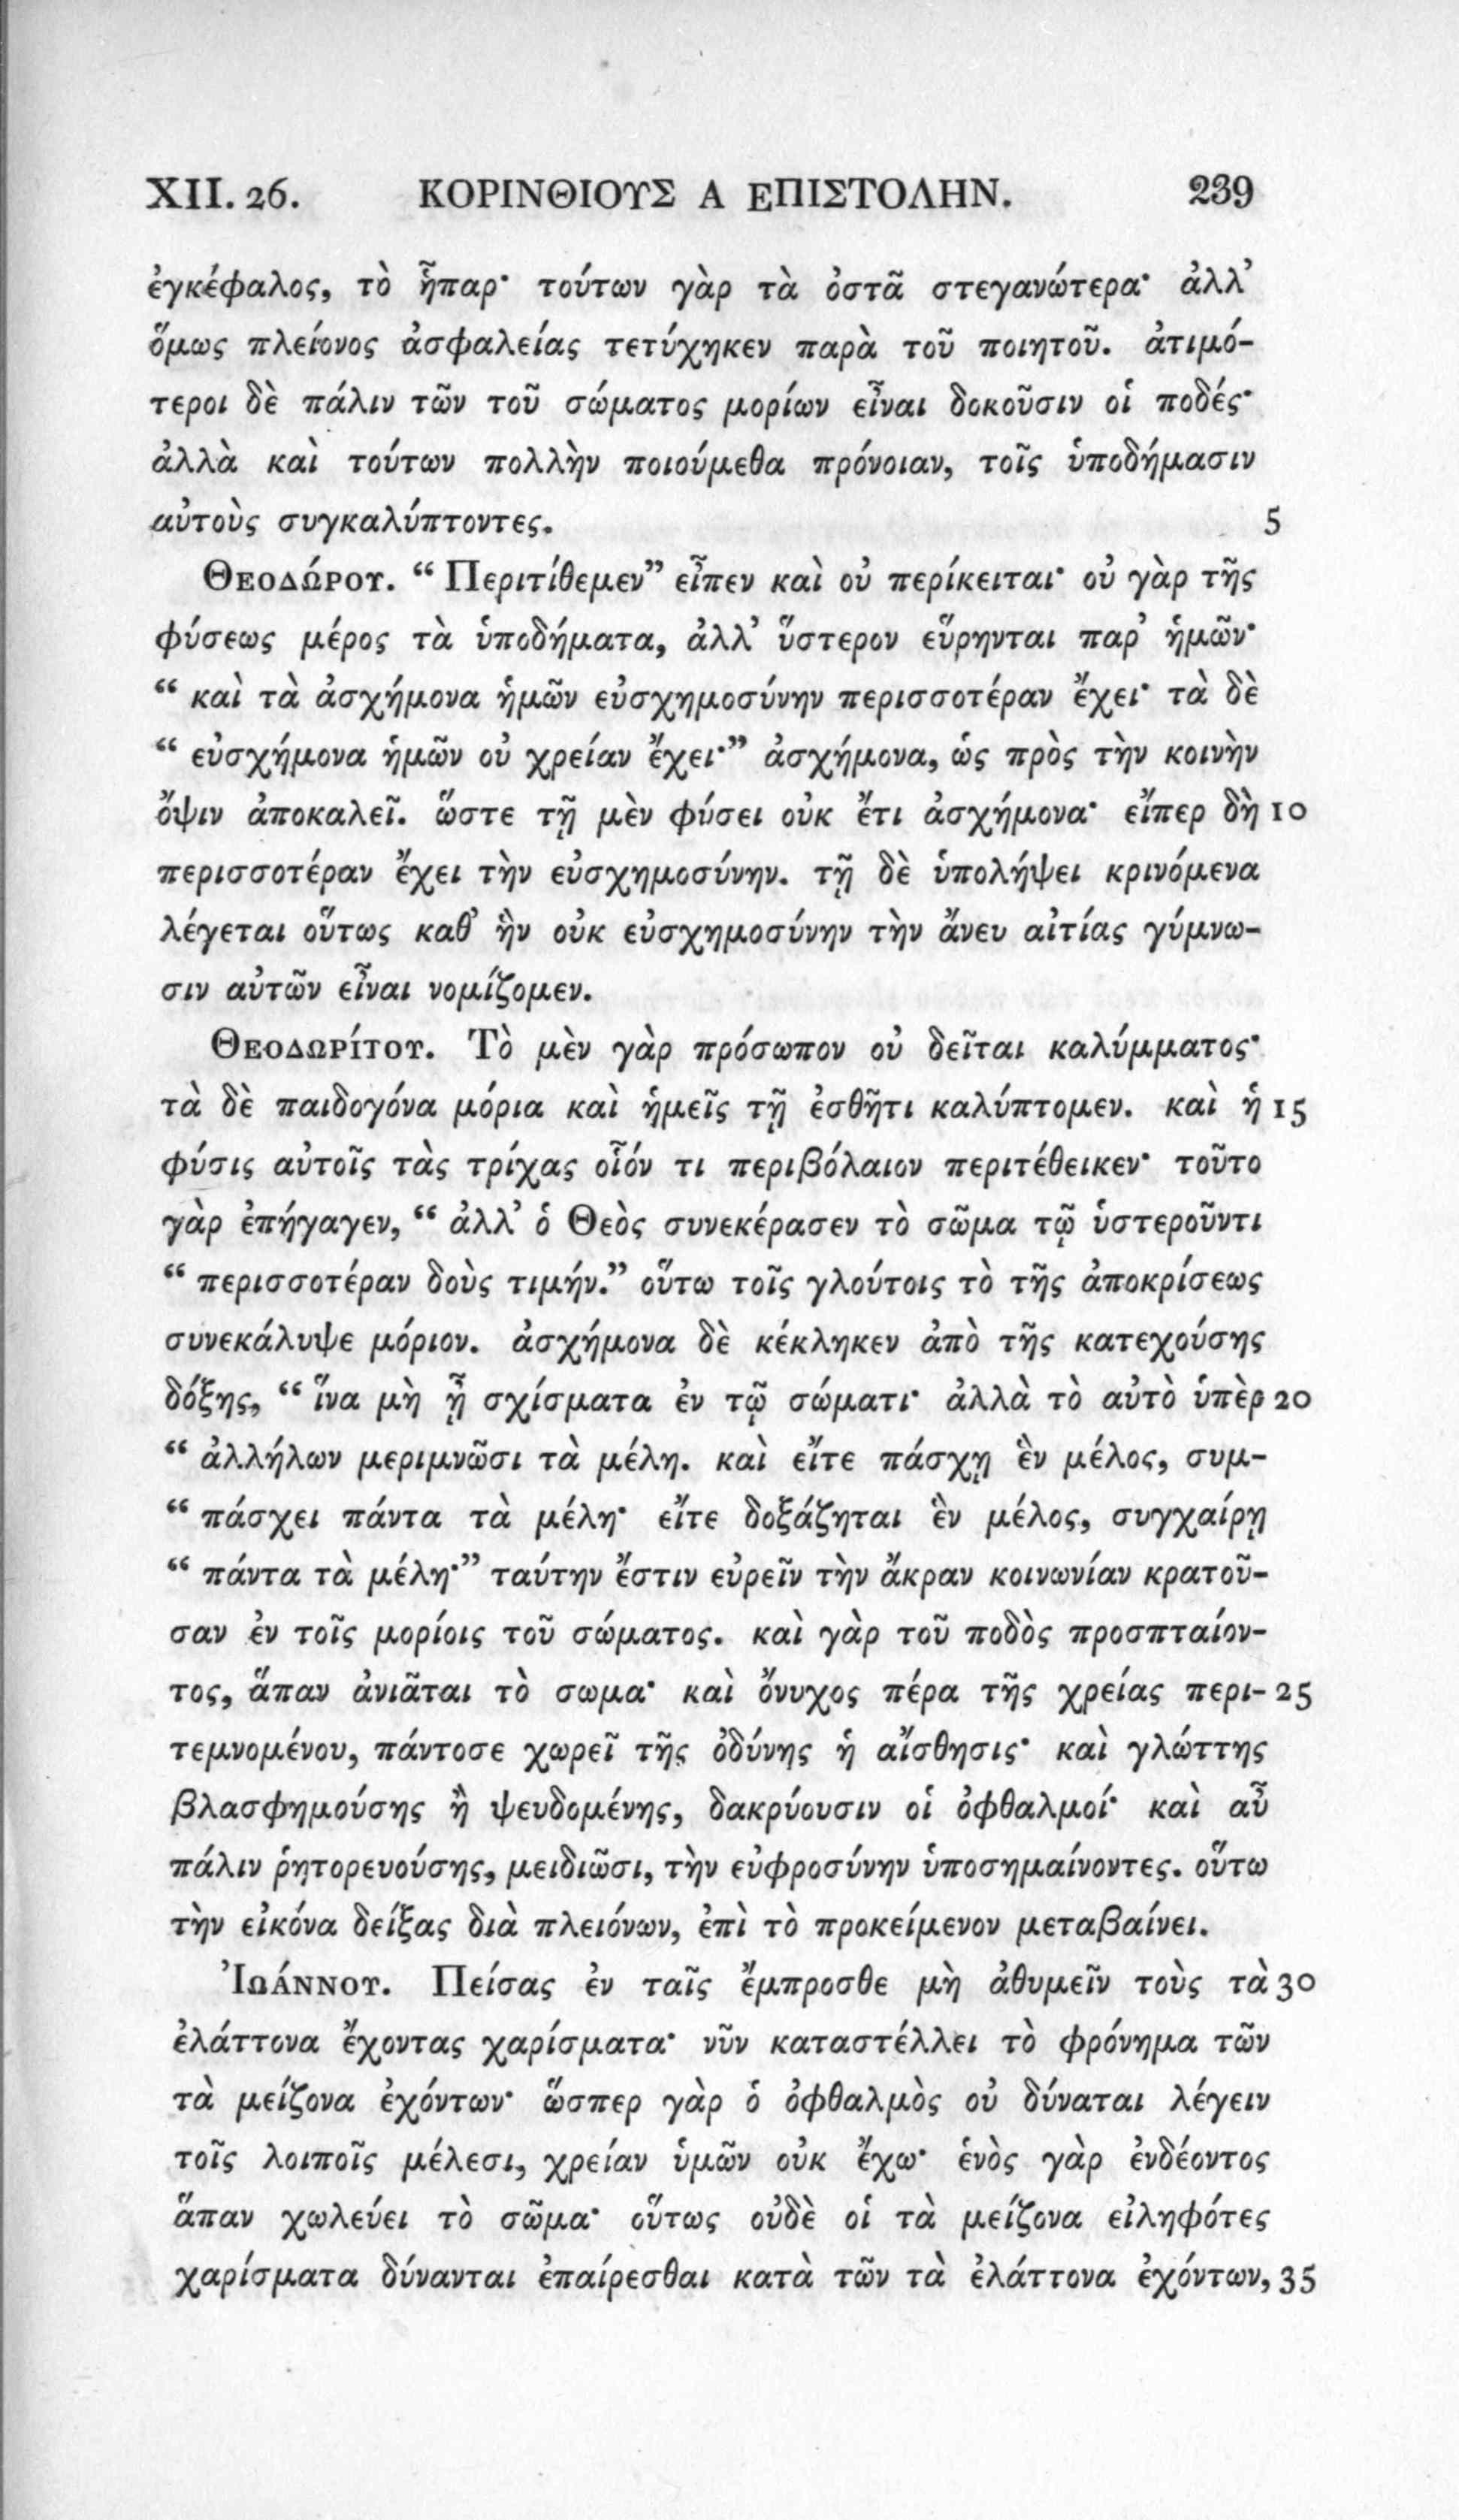 XII. 26. ΚΟΡΙΝΘΙΟΥΣ Α ΕΠΙΣΤΟΛΗΝ. 239
ἐγκέφαλος, τὸ ἧπαρ· τούτων γὰρ τὰ ὀστᾶ στεγανώτερα· ἀλλ’
ὅμως πλείονος ἀσφαλείας τετύχηκεν παρὰ τοῦ ποιητοῦ. ἀτιμό-
τεροι δὲ πάλιν τῶν τοῦ σώματος μορίων εἶναι δοκοῦσιν οἱ ποδές·
ἀλλὰ καὶ τούτων πολλὴν ποιούμεθα πρόνοιαν, τοῖς ὑποδήμασιν
αὐτοὺς συγκαλύπτοντες. 5
Θεοδώρου. “ Περιτίθεμεν” εἶπεν καὶ οὐ περίκειται· οὐ γὰρ τῆς
φύσεως μέρος τὰ ὑποδήματα, ἀλλ’ ὕστερον εὕρηνται παρ’ ἡμῶν·
“ καὶ τὰ ἀσχήμονα ἡμῶν εὐσχημοσύνην περισσοτέραν ἔχει· τὰ δὲ
“ εὐσχήμονα ἡμῶν οὐ χρείαν ἔχει·” ἀσχήμονα, ὡς πρὸς τὴν κοινὴν
ὄψιν ἀποκαλεῖ. ὥστε τῇ μὲν φύσει οὐκ ἔτι ἀσχήμονα· εἴπερ δὴ 10
περισσοτέραν ἔχει τὴν εὐσχημοσύνην. τῇ δὲ ὑπολήψει κρινόμενα
λέγεται οὕτως καθ’ ἣν οὐκ εὐσχημοσύνην τὴν ἄνευ αἰτίας γύμνω-
σιν αὐτῶν εἶναι νομίζομεν.
Θεοδωρίτου. Τὸ μὲν γὰρ πρόσωπον οὐ δεῖται καλύμματος·
τὰ δὲ παιδογόνα μόρια καὶ ἡμεῖς τῇ ἐσθῆτι καλύπτομεν. καὶ ἡ 15
φύσις αὐτοῖς τὰς τρίχας οἷόν τι περιβόλαιον περιτέθεικεν· τοῦτο
γὰρ ἐπήγαγεν, “ ἀλλ’ ὁ Θεὸς συνεκέρασεν τὸ σῶμα τῷ ὑστεροῦντι
“ περισσοτέραν δοὺς τιμήν.” οὕτω τοῖς γλούτοις τὸ τῆς ἀποκρίσεως
συνεκάλυψε μόριον. ἀσχήμονα δὲ κέκληκεν ἀπὸ τῆς κατεχούσης
δόξης, “ ἵνα μὴ ᾖ σχίσματα ἐν τῷ σώματι· ἀλλὰ τὸ αὐτὸ ὑπὲρ 20
“ ἀλλήλων μεριμνῶσι τὰ μέλη. καὶ εἴτε πάσχῃ ἓν μέλος, συμ-
“ πάσχει πάντα τὰ μέλη· εἴτε δοξάζηται ἓν μέλος, συγχαίρῃ
“ πάντα τὰ μέλη·” ταύτην ἔστιν εὑρεῖν τὴν ἄκραν κοινωνίαν κρατοῦ-
σαν ἐν τοῖς μορίοις τοῦ σώματος. καὶ γὰρ τοῦ ποδὸς προσπταίον-
τος, ἅπαν ἀνιᾶται τὸ σωμα· καὶ ὄνυχος πέρα τῆς χρείας περι- 25
τεμνομένου, πάντοσε χωρεῖ τῆς ὀδύνης ἡ αἴσθησις· καὶ γλώττης
βλασφημούσης ἢ ψευδομένης, δακρύουσιν οἱ ὀφθαλμοί· καὶ αὖ
πάλιν ῥητορευούσης, μειδιῶσι, τὴν εὐφροσύνην ὑποσημαίνοντες. οὕτω
τὴν εἰκόνα δείξας διὰ πλειόνων, ἐπὶ τὸ προκείμενον μεταβαίνει.
Ἰωάννου. Πείσας ἐν ταῖς ἔμπροσθε μὴ ἀθυμεῖν τοὺς τὰ 30
ἐλάττονα ἔχοντας χαρίσματα· νῦν καταστέλλει τὸ φρόνημα τῶν
τὰ μείζονα ἐχόντων· ὥσπερ γὰρ ὁ ὀφθαλμὸς οὐ δύναται λέγειν
τοῖς λοιποῖς μέλεσι, χρείαν ὑμῶν οὐκ ἔχω· ἑνὸς γὰρ ἐνδέοντος
ἅπαν χωλεύει τὸ σῶμα· οὕτως οὐδὲ οἱ τὰ μείζονα εἰληφότες
χαρίσματα δύνανται ἐπαίρεσθαι κατὰ τῶν τὰ ἐλάττονα ἐχόντων, 35